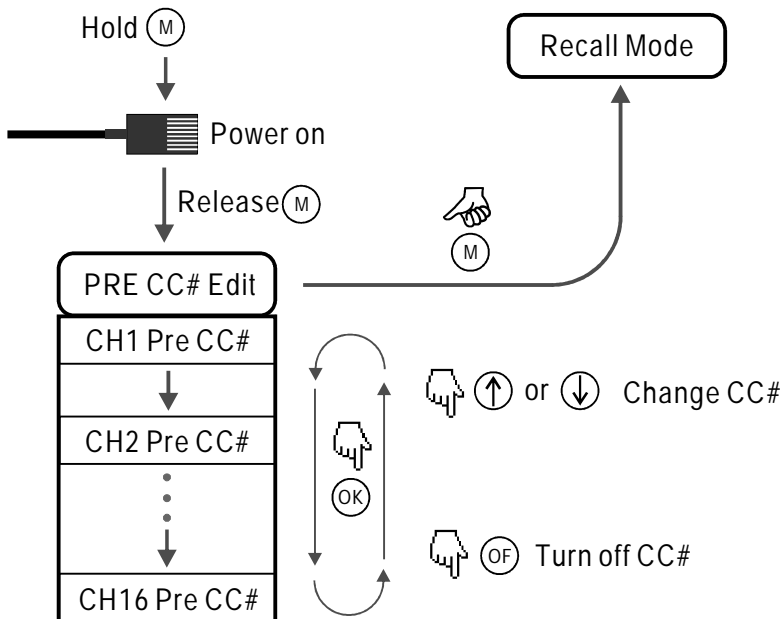 Hold M
Recall Mode
Power on
Release M
M
PRE CC# Edit
CH1 Pre CC#
↑ or ↓ Change CC#
CH2 Pre CC#
OK
OF Turn off CC#
CH16 Pre CC#